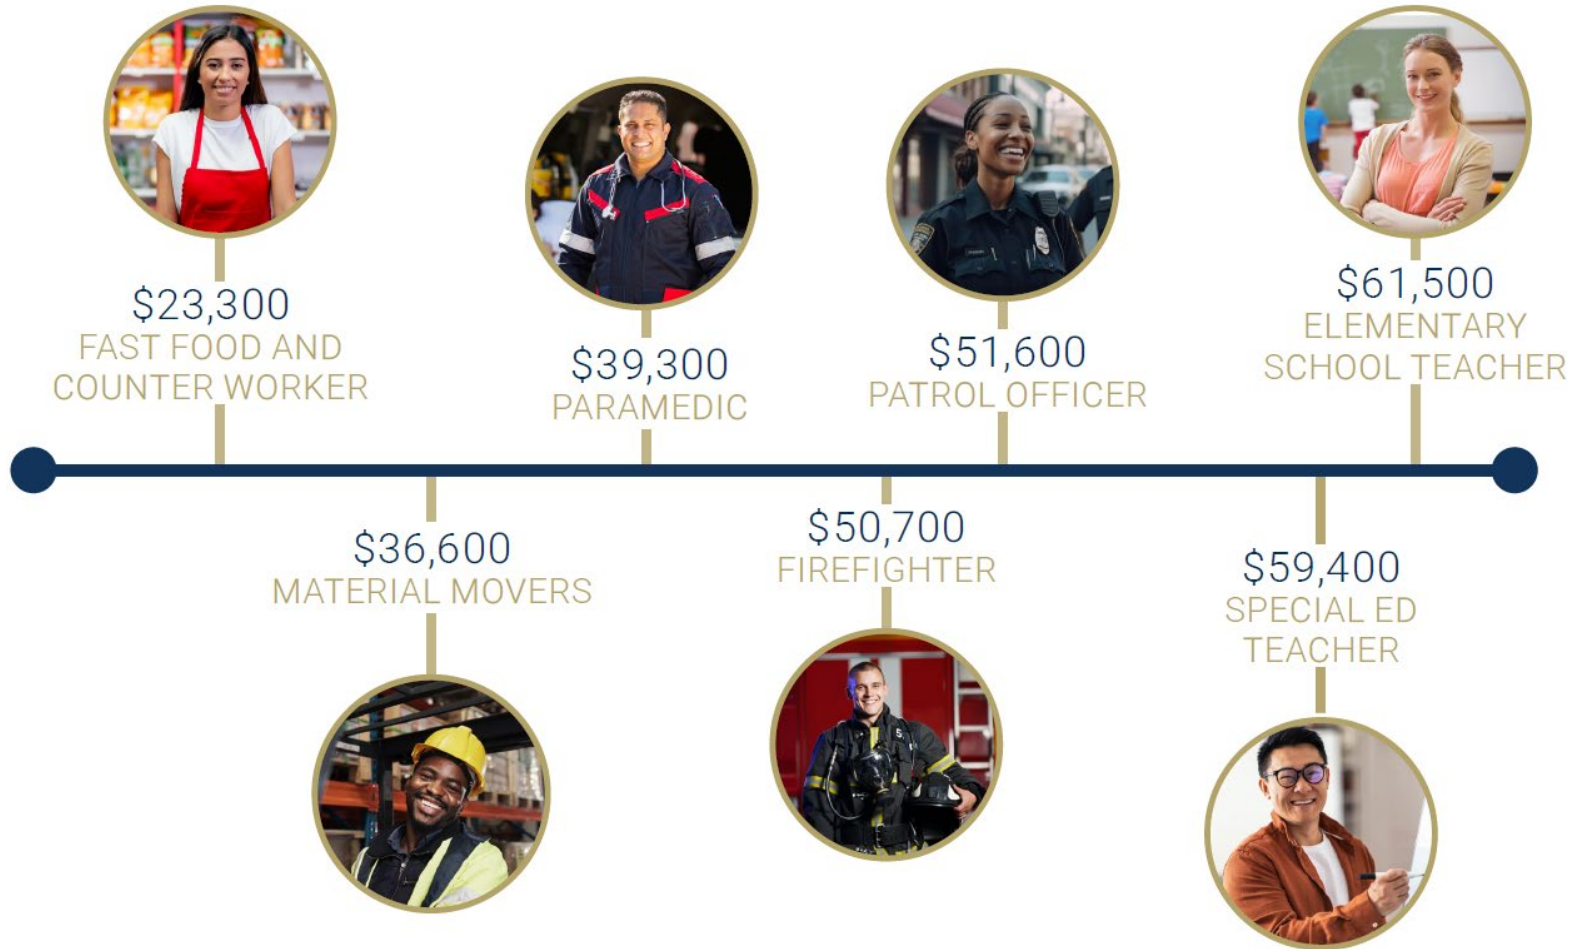 $23,300
FAST FOOD AND
COUNTER WORKER
$39,300
PARAMEDIC
$51,600
PATROL OFFICER
$61,500
ELEMENTARY
SCHOOL TEACHER
$36,600
MATERIAL MOVERS
$50,700
FIREFIGHTER
$59,400
SPECIAL ED
TEACHER